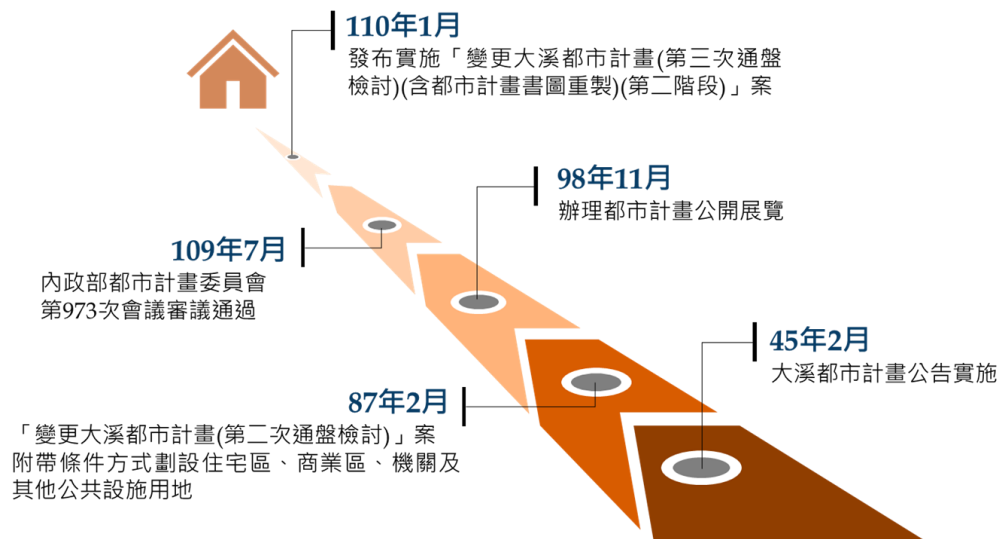 110年1月
發布實施「變更大溪都市計畫(第三次通盤
檢討)(含都市計畫書圖重製)(第二階段)」案
98年11月
辦理都市計畫公開展覽
109年7月
內政部都市計畫委員會
第973次會議審議通過
45年2月
大溪都市計畫公告實施
87年2月
「變更大溪都市計畫(第二次通盤檢討)」案
附帶條件方式劃設住宅區、商業區、機關及
其他公共設施用地